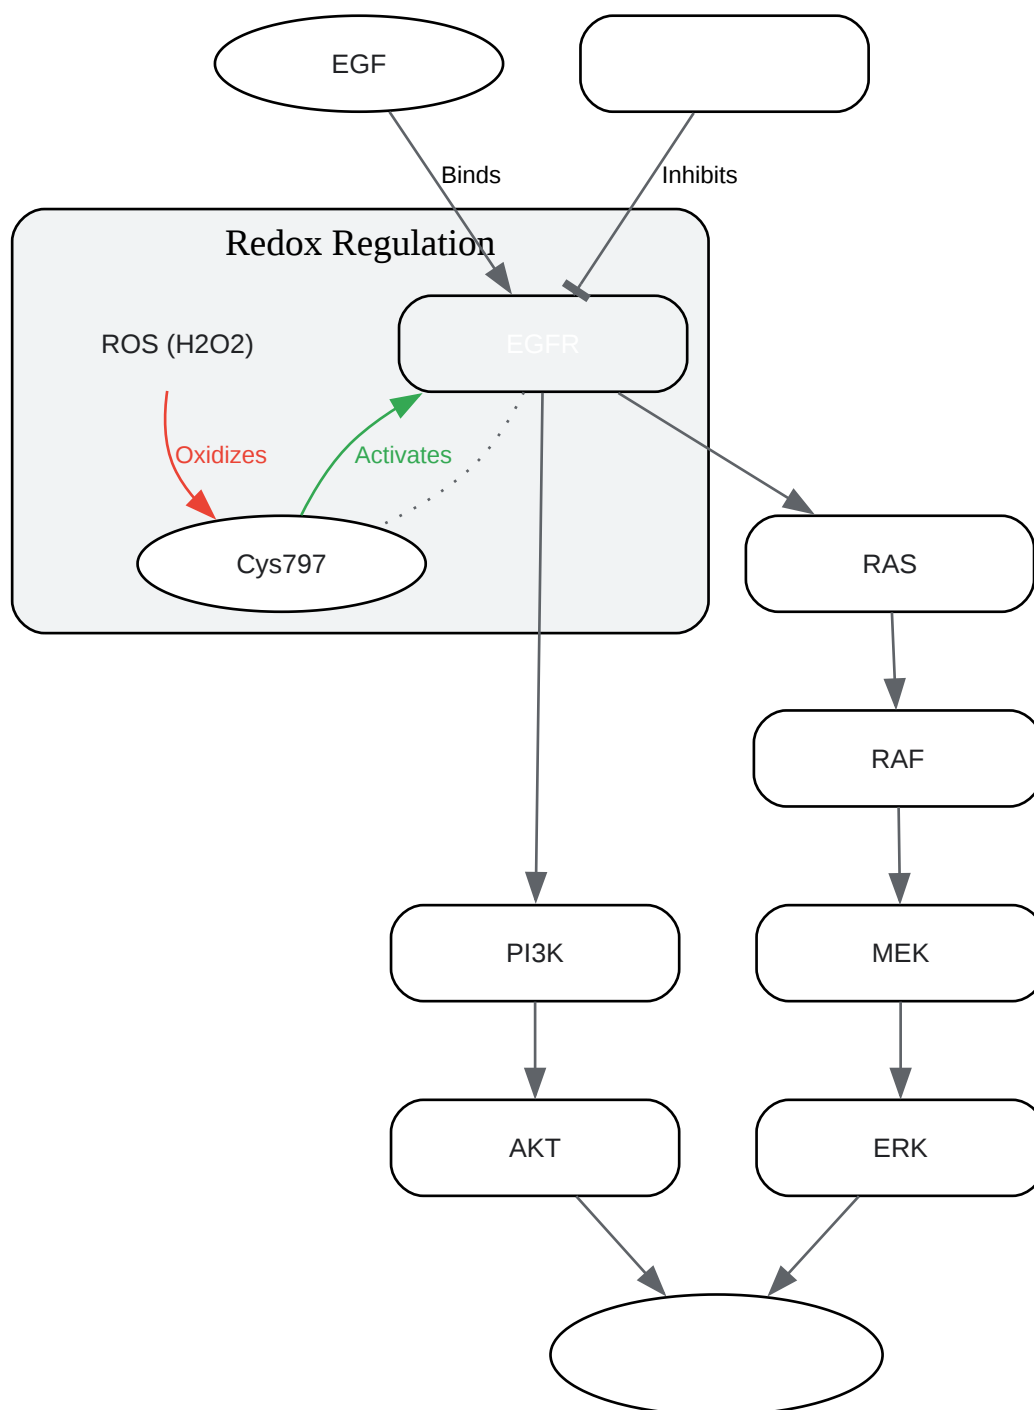 EGF
Binds
Inhibits
Redox Regulation
ROS (H2O2)
EGFR
Oxidizes
Activates
Cys797
RAS
RAF
PI3K
MEK
AKT
ERK